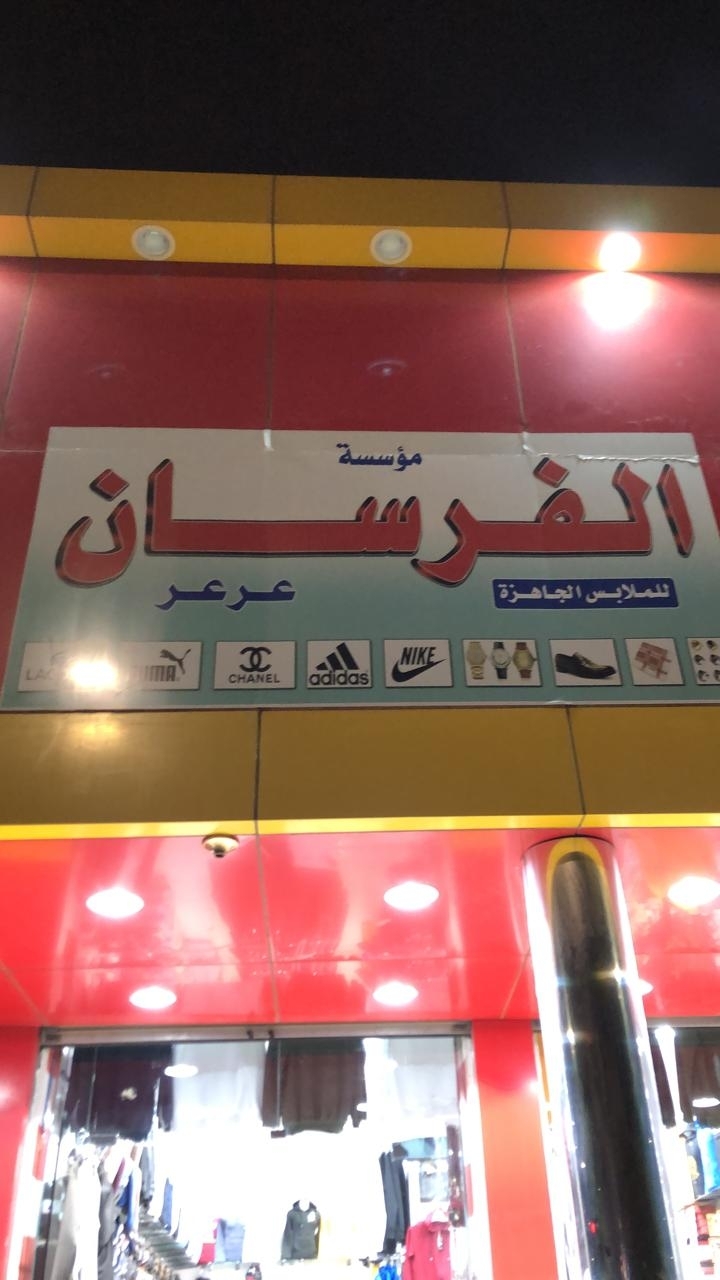 مؤسسة
الفرسان
للملابس الجاهزة
عرعر
PUMA
CHANEL
adidas
NIKE